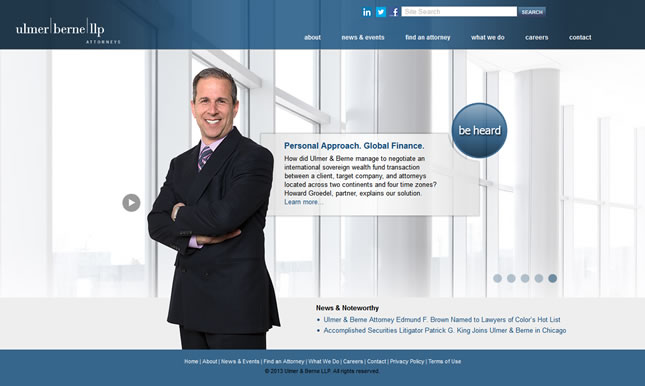 Site Search
SEARCH
ulmer|berne|llp
ATTORNEYS
about news & events find an attorney what we do careers contact
be heard
Personal Approach. Global Finance.
How did Ulmer & Berne manage to negotiate an
international sovereign wealth fund transaction
between a client, target company, and attorneys
located across two continents and four time zones?
Howard Groedel, partner, explains our solution.
Learn more...
News & Noteworthy
• Ulmer & Berne Attorney Edmund F. Brown Named to Lawyers of Color's Hot List
• Accomplished Securities Litigator Patrick G. King Joins Ulmer & Berne in Chicago
Home | About | News & Events | Find an Attorney | What We Do | Careers | Contact | Privacy Policy | Terms of Use
© 2013 Ulmer & Berne LLP. All rights reserved.